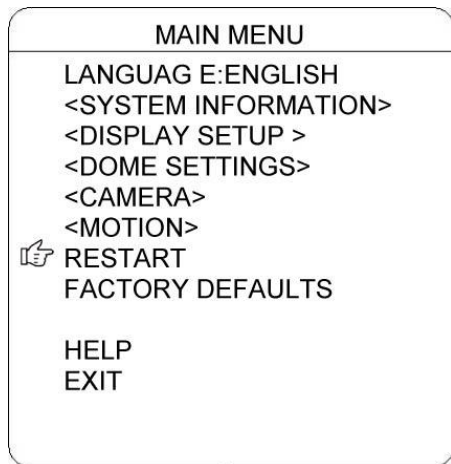 MAIN MENU
LANGUAG E:ENGLISH
<SYSTEM INFORMATION>
<DISPLAY SETUP >
<DOME SETTINGS>
<CAMERA>
<MOTION>
RESTART
FACTORY DEFAULTS
HELP
EXIT